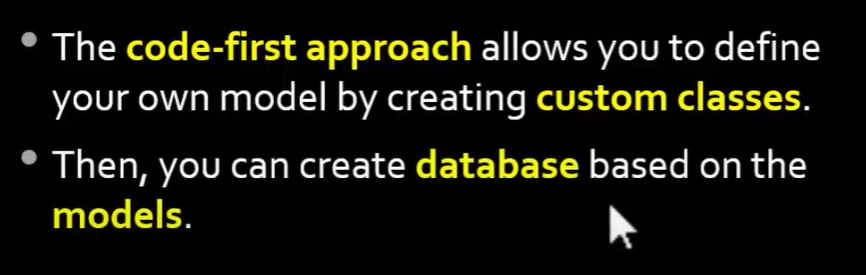 • The code-first approach allows you to define
your own model by creating custom classes.
• Then, you can create database based on the
models.